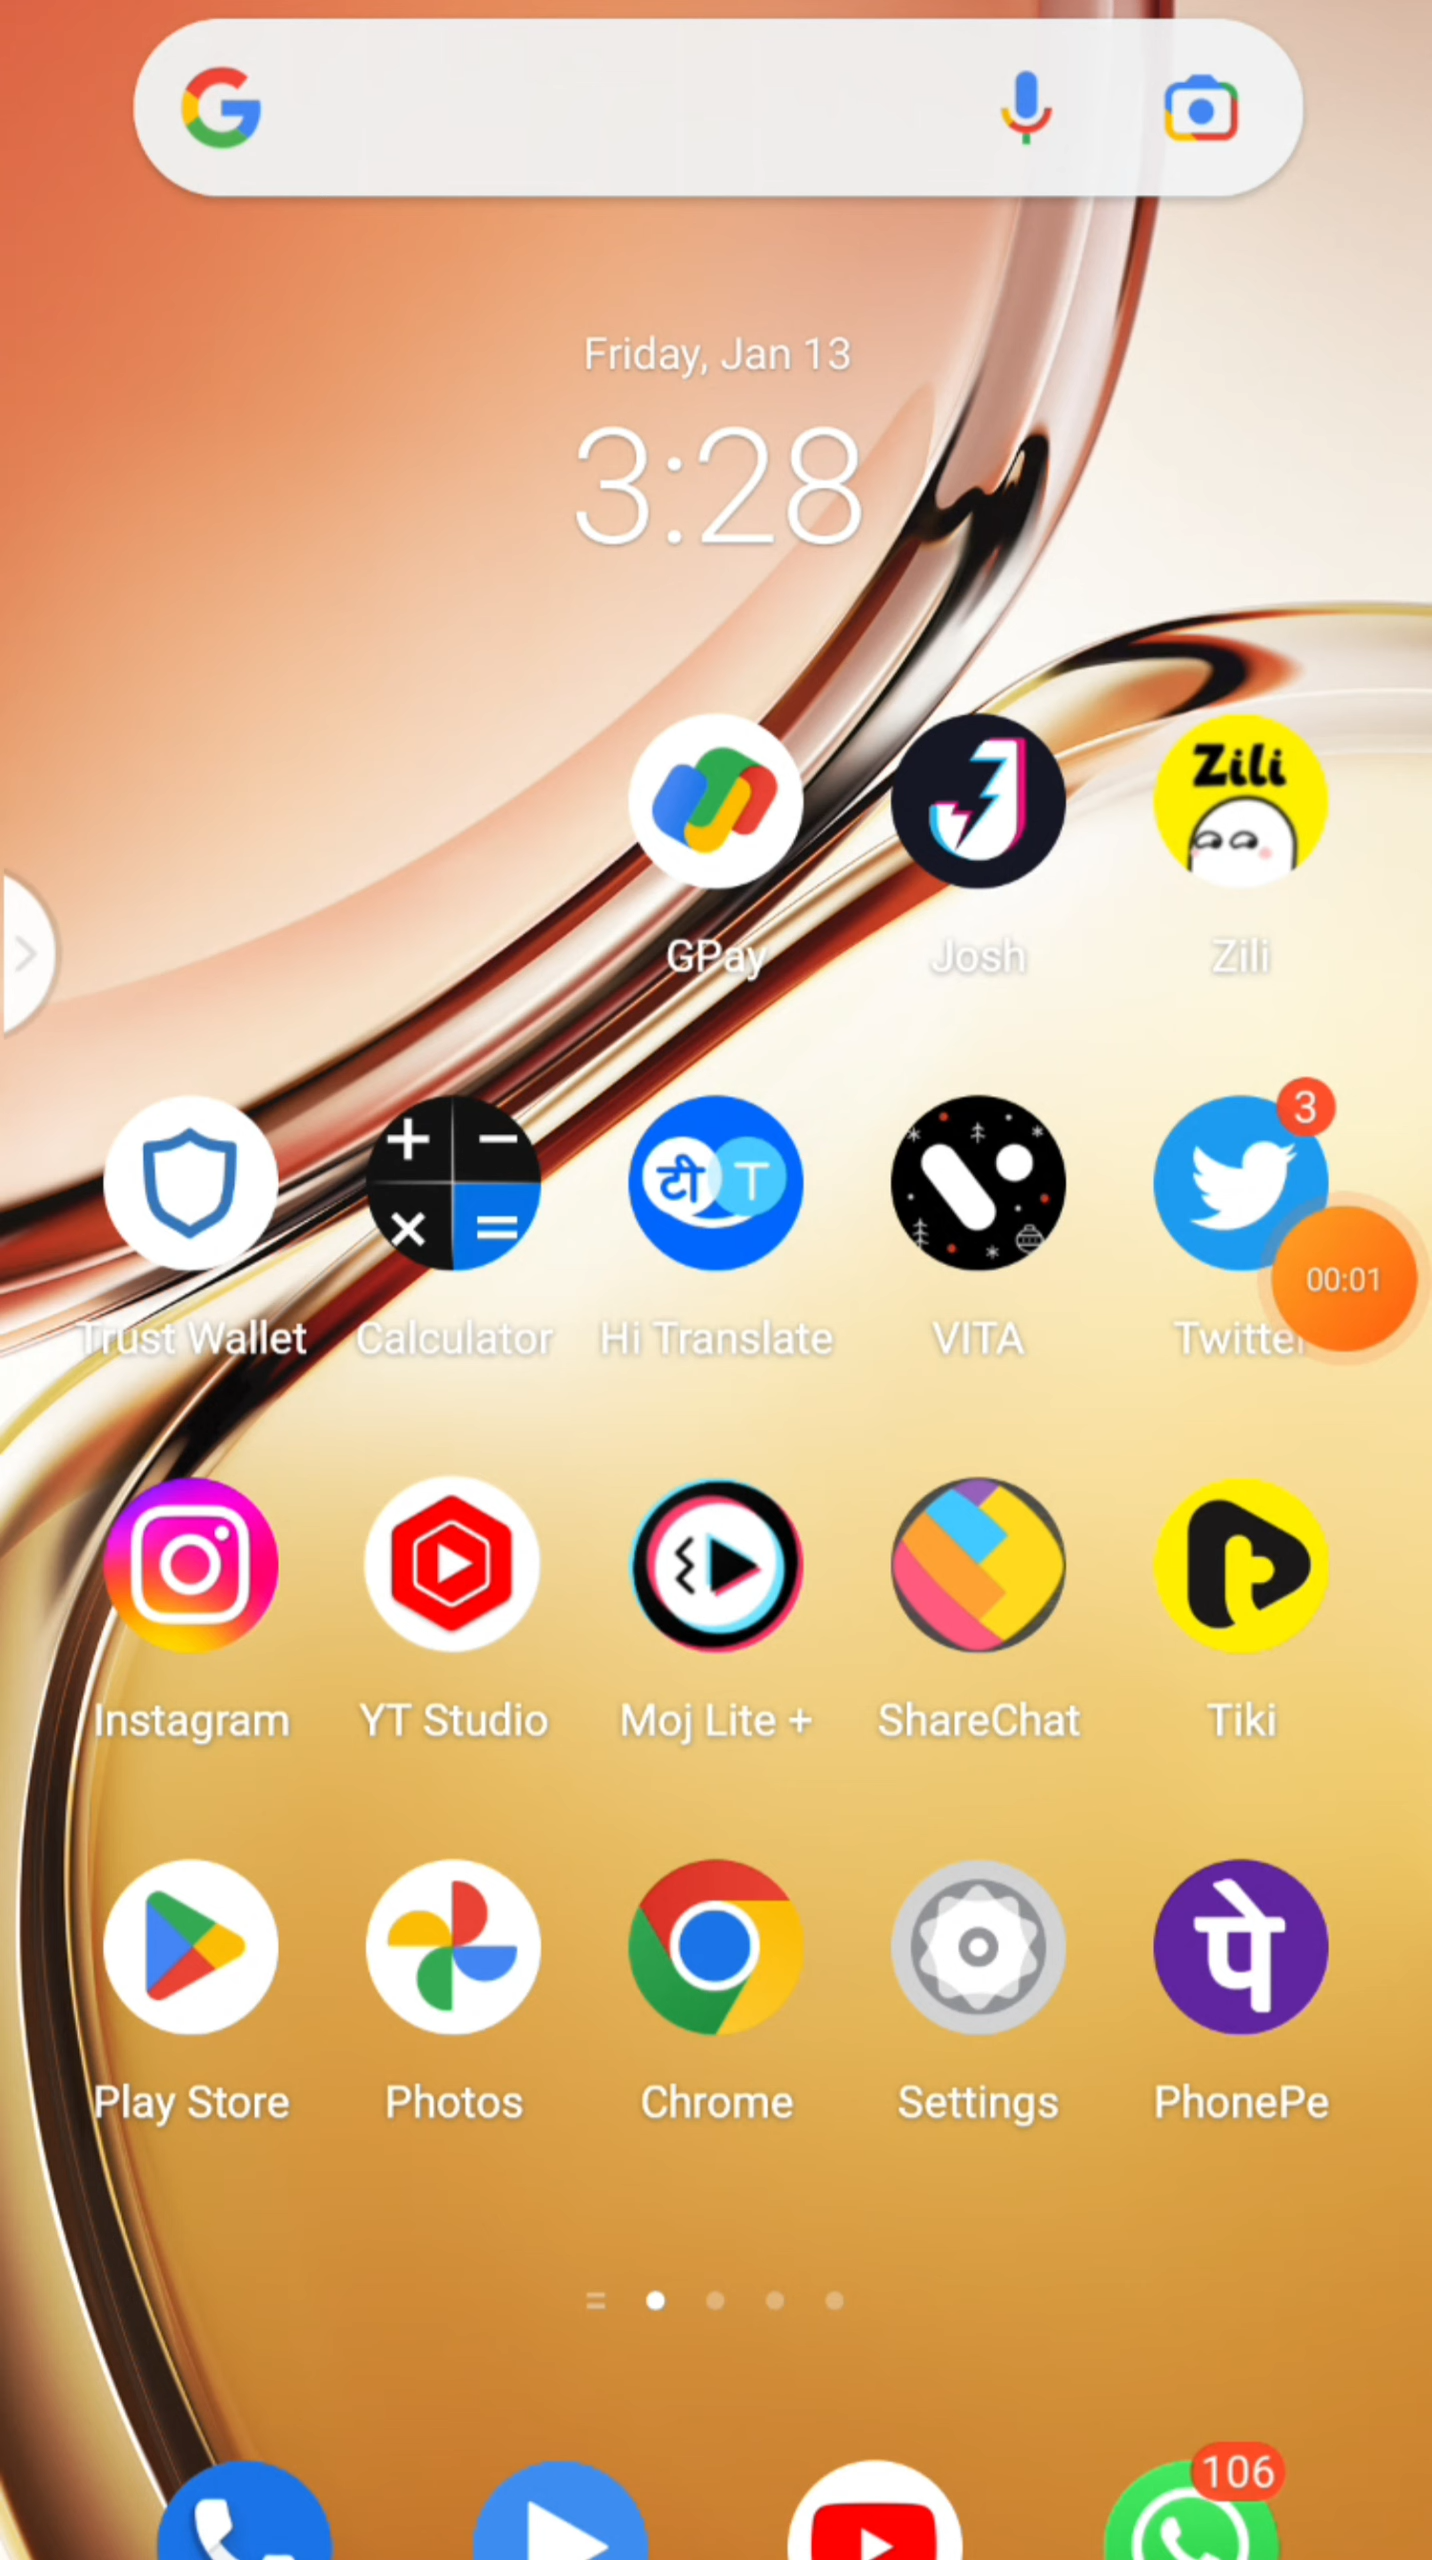 Friday, Jan 13
3:28
Zili
GPay
Josh
Zili
3
टी
T
00:01
Trust Wallet
Calculator
Hi Translate
VITA
Twitter
Instagram
YT Studio
Moj Lite +
ShareChat
Tiki
पे
Play Store
Photos
Chrome
Settings
PhonePe
106